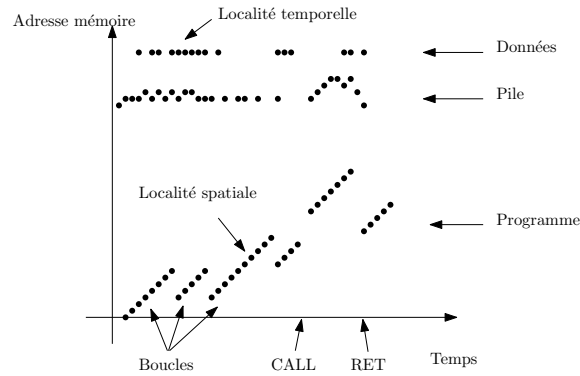 Localité temporelle
Adresse mémoire
Données
Pile
Localité spatiale
Programme
Boucles
CALL
RET
Temps